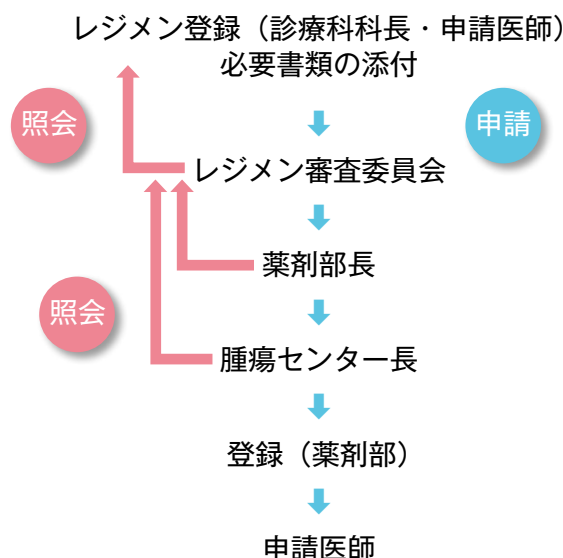 レジメン登録（診療科科長・申請医師）
必要書類の添付
照会
申請
レジメン審査委員会
薬剤部長
照会
腫瘍センター長
登録（薬剤部）
申請医師